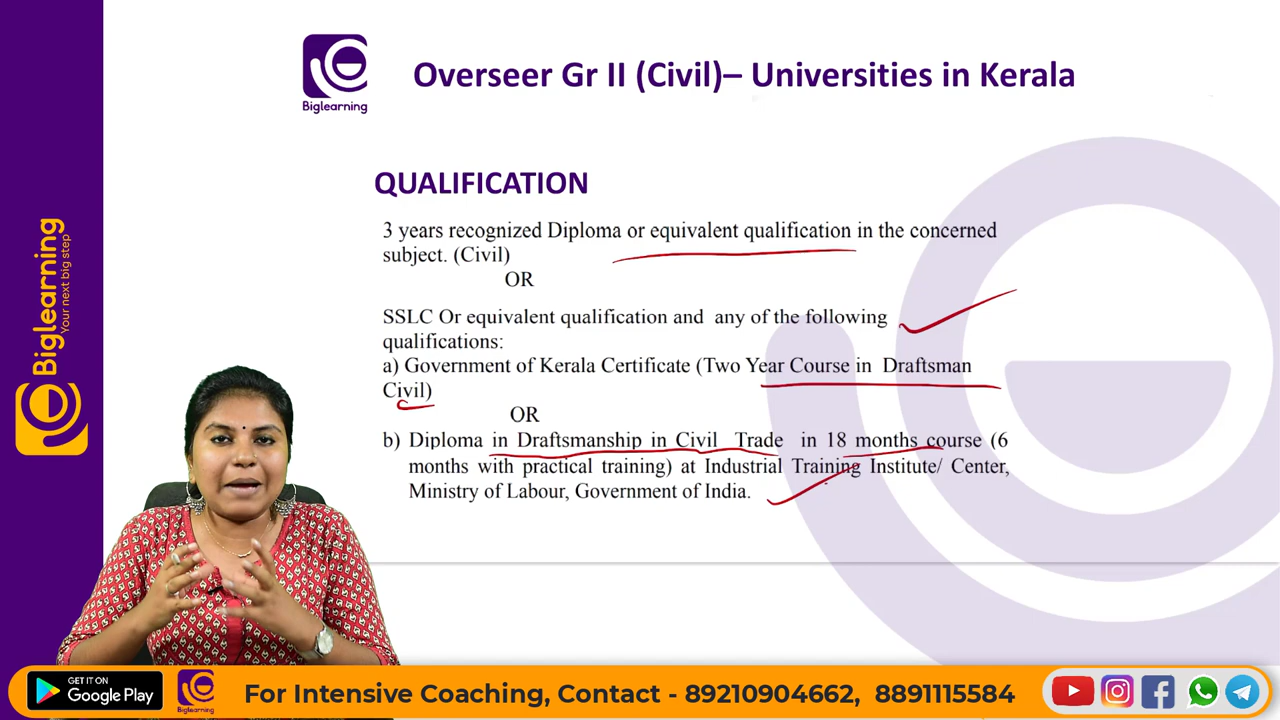 Biglearning
Overseer Gr II (Civil)– Universities in Kerala
QUALIFICATION
3 years recognized Diploma or equivalent qualification in the concerned
subject. (Civil)
OR
SSLC Or equivalent qualification and any of the following
qualifications:
a) Government of Kerala Certificate (Two Year Course in Draftsman
Civil)
OR
b) Diploma in Draftsmanship in Civil Trade in 18 months course (6
months with practical training) at Industrial Training Institute/ Center,
Ministry of Labour, Government of India.
Biglearning
Your next big step
GET IT ON
Google Play
Biglearning
For Intensive Coaching, Contact - 89210904662, 8891115584